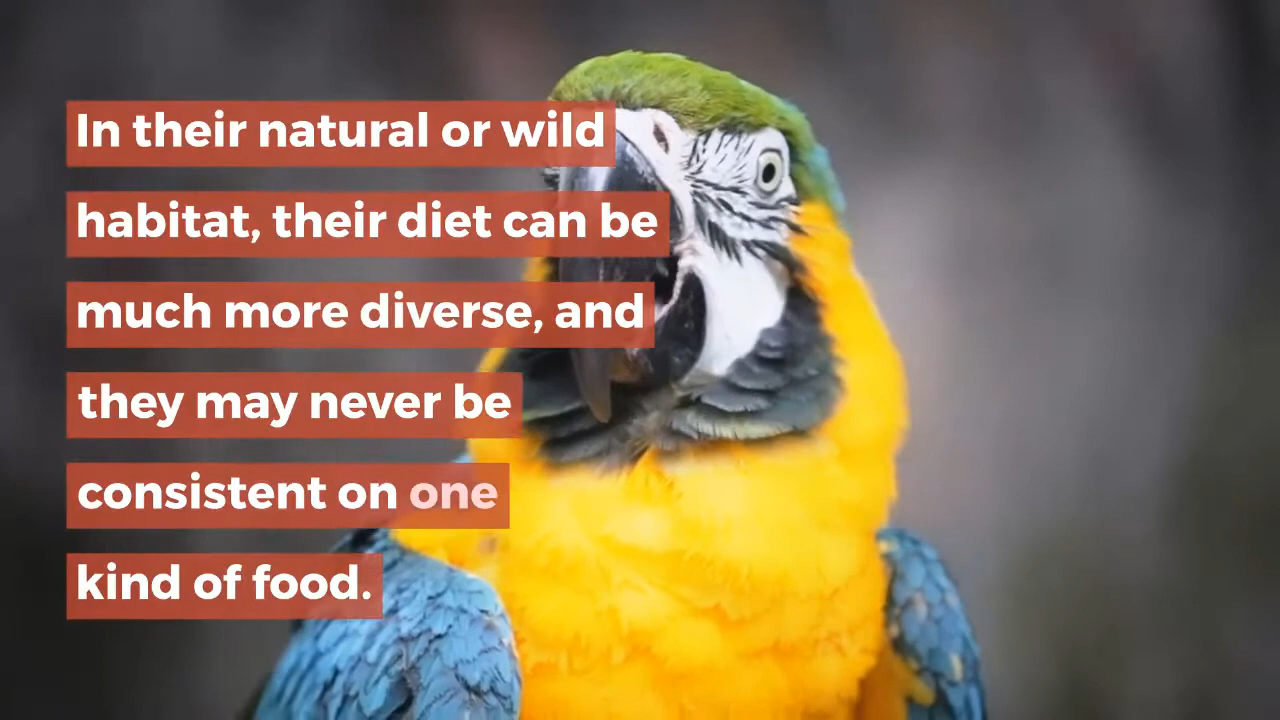 In their natural or wild
habitat, their diet can be
much more diverse, and
they may never be
consistent on one
kind of food.